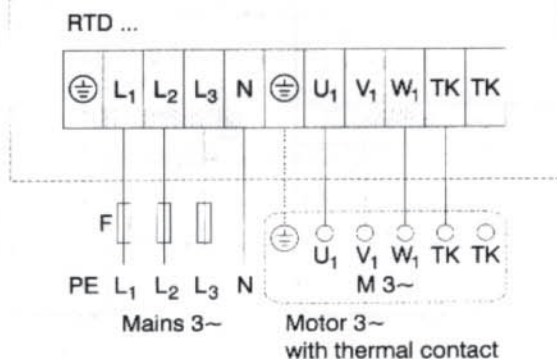 RTD ...
L1 L2 L3 N U1 V1 W1 TK TK
F
U1 V1 W1 TK TK
PE L1 L2 L3 N M 3~
Mains 3~ Motor 3~
with thermal contact